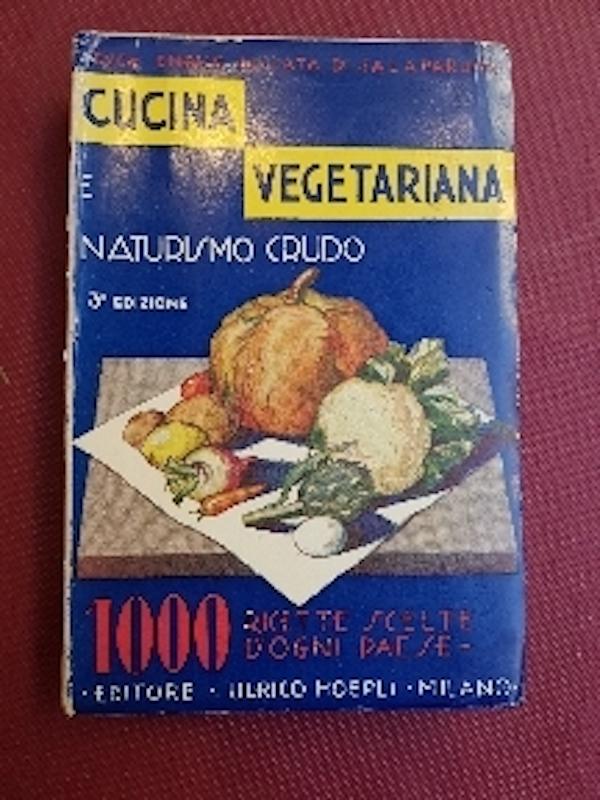 CUCINA
E VEGETARIANA
NATURISMO CRUDO
3ª EDIZIONE
1000 RICETTE SCELTE
D'OGNI PAESE-
·EDITORE · ULRICO HOEPLI · MILANO·